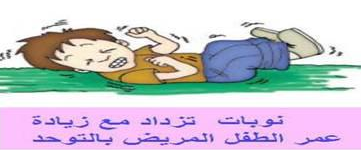 نوبات تزداد مع زيادة
عمر الطفل المريض بالتوحد